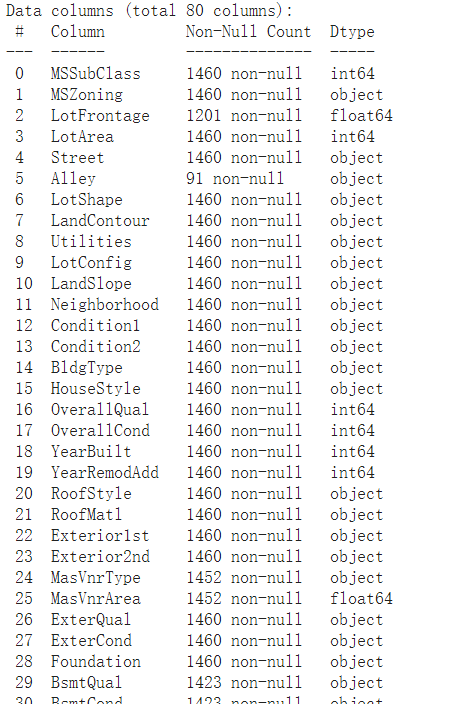 Data columns (total 80 columns):
 #   Column        Non-Null Count  Dtype
---  ------        --------------  -----
 0   MSSubClass    1460 non-null   int64
 1   MSZoning      1460 non-null   object
 2   LotFrontage   1201 non-null   float64
 3   LotArea       1460 non-null   int64
 4   Street        1460 non-null   object
 5   Alley         91 non-null     object
 6   LotShape      1460 non-null   object
 7   LandContour   1460 non-null   object
 8   Utilities     1460 non-null   object
 9   LotConfig     1460 non-null   object
 10  LandSlope     1460 non-null   object
 11  Neighborhood  1460 non-null   object
 12  Condition1    1460 non-null   object
 13  Condition2    1460 non-null   object
 14  BldgType      1460 non-null   object
 15  HouseStyle    1460 non-null   object
 16  OverallQual   1460 non-null   int64
 17  OverallCond   1460 non-null   int64
 18  YearBuilt     1460 non-null   int64
 19  YearRemodAdd  1460 non-null   int64
 20  RoofStyle     1460 non-null   object
 21  RoofMatl      1460 non-null   object
 22  Exterior1st   1460 non-null   object
 23  Exterior2nd   1460 non-null   object
 24  MasVnrType    1452 non-null   object
 25  MasVnrArea    1452 non-null   float64
 26  ExterQual     1460 non-null   object
 27  ExterCond     1460 non-null   object
 28  Foundation    1460 non-null   object
 29  BsmtQual      1423 non-null   object
 30  BsmtCond      1423 non-null   object